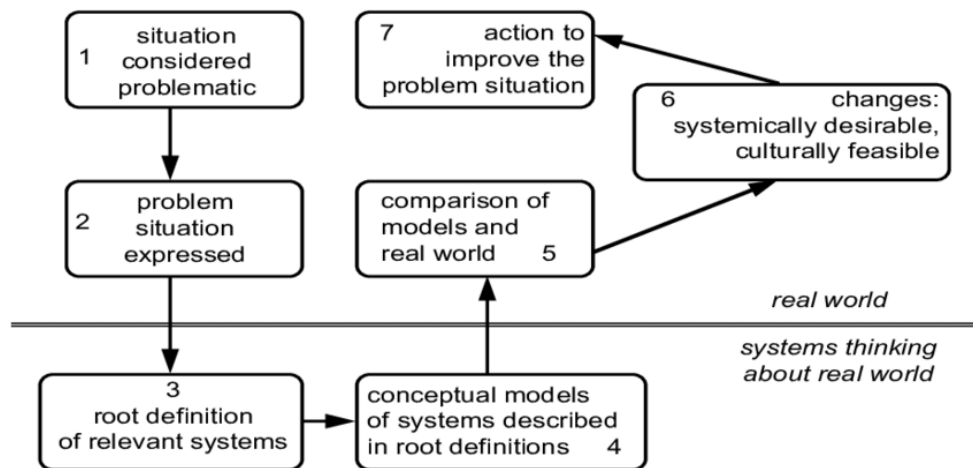 1
situation
considered
problematic
2
problem
situation
expressed
3
root definition
of relevant systems
conceptual models
of systems described
in root definitions 4
comparison of
models and
real world 5
6 changes:
systemically desirable,
culturally feasible
7 action to
improve the
problem situation
real world
systems thinking
about real world